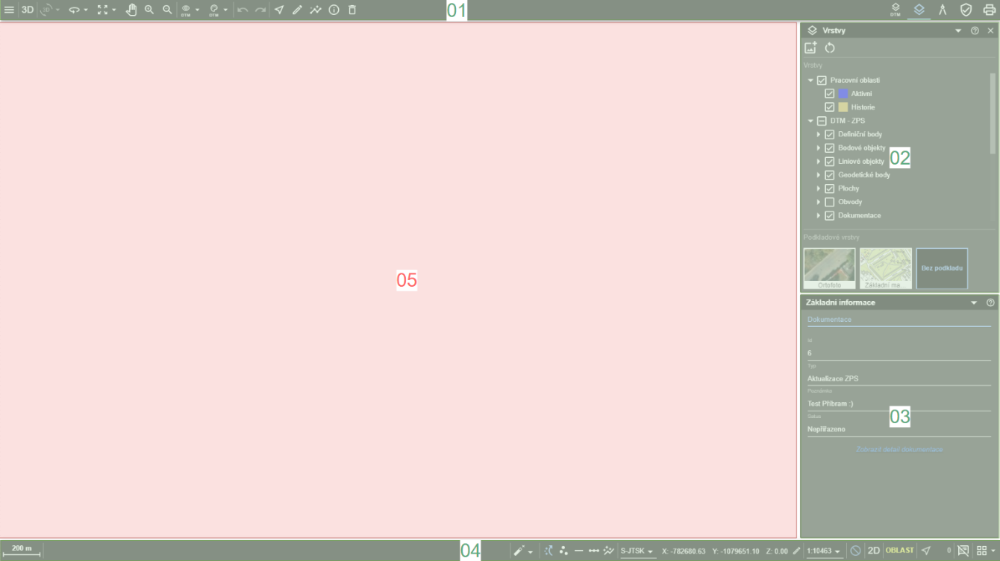 3D
3D
DTM
DTM
01
DTM
Vrstvy
Vrstvy
Pracovní oblasti
Aktivní
Historie
DTM - ZPS
Definiční body
Bodové objekty
02
Liniové objekty
Geodetické body
Plochy
Obvody
Dokumentace
Podkladové vrstvy
Ortofoto
Základní ma...
Bez podkladu
05
Základní informace
Dokumentace
Id
6
Typ
Aktualizace ZPS
Poznámka
Test Příbram :)
Status
03
Nepřiřazeno
Zobrazit detail dokumentace
200 m
04
S-JTSK
X: -782680.63 Y: -1079651.10 Z: 0.00
1:10463
2D
OBLAST
0